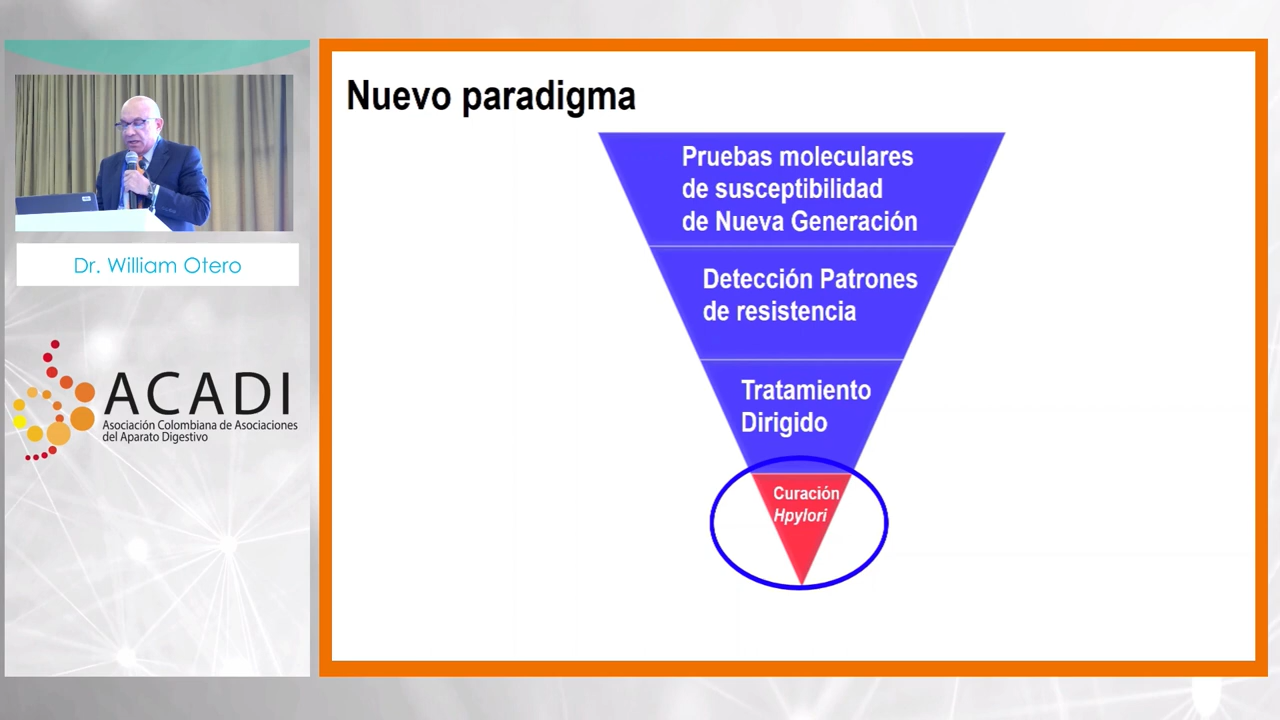 Nuevo paradigma
Pruebas moleculares
de susceptibilidad
de Nueva Generación
Detección Patrones
de resistencia
Tratamiento
Dirigido
Curación
Hpylori
Dr. William Otero
ACADI
Asociación Colombiana de Asociaciones
del Aparato Digestivo